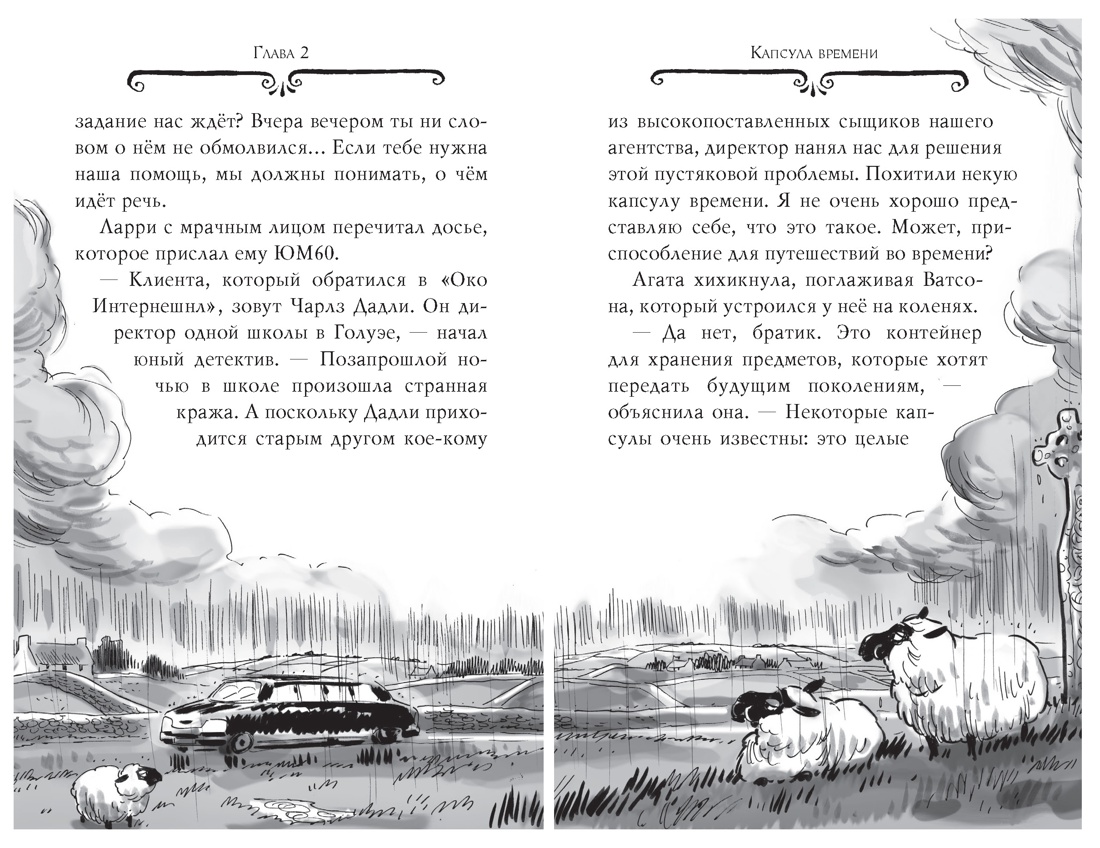 Глава 2
задание нас ждёт? Вчера вечером ты ни сло-
вом о нём не обмолвился... Если тебе нужна
наша помощь, мы должны понимать, о чём
идёт речь.
Ларри с мрачным лицом перечитал досье,
которое прислал ему ЮМ60.
— Клиента, который обратился в «Око
Интернешнл», зовут Чарлз Дадли. Он ди-
ректор одной школы в Голуэе, — начал
юный детектив. — Позапрошлой но-
чью в школе произошла странная
кража. А поскольку Дадли прихо-
дится старым другом кое-кому
Капсула времени
из высокопоставленных сыщиков нашего
агентства, директор нанял нас для решения
этой пустяковой проблемы. Похитили некую
капсулу времени. Я не очень хорошо пред-
ставляю себе, что это такое. Может, при-
способление для путешествий во времени?
Агата хихикнула, поглаживая Ватсо-
на, который устроился у неё на коленях.
— Да нет, братик. Это контейнер
для хранения предметов, которые хотят
передать будущим поколениям, —
объяснила она. — Некоторые кап-
сулы очень известны: это целые